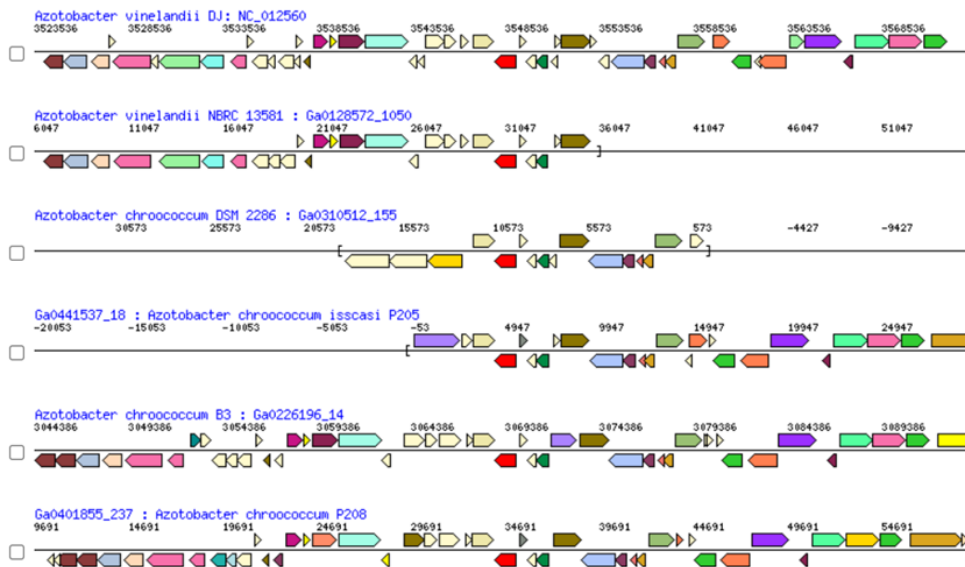 Azotobacter vinelandii DJ: NC_012560
3523536 3528536 3533536 3538536 3543536 3548536 3553536 3558536 3563536 3568536
Azotobacter vinelandii NBRC 13581: Ga0128572_1050
6047 11047 16047 21047 26047 31047 36047 41047 46047 51047
Azotobacter chroococcum DSM 2286 : Ga0310512_155
30573 25573 20573 15573 10573 5573 573 -4427 -9427
Ga0441537_18 : Azotobacter chroococcum isscasi P205
-20053 -15053 -10053 -5053 -53 4947 9947 14947 19947 24947
Azotobacter chroococcum B3 : Ga0226196_14
3044386 3049386 3054386 3059386 3064386 3069386 3074386 3079386 3084386 3089386
Ga0401855_237 : Azotobacter chroococcum P208
9691 14691 19691 24691 29691 34691 39691 44691 49691 54691